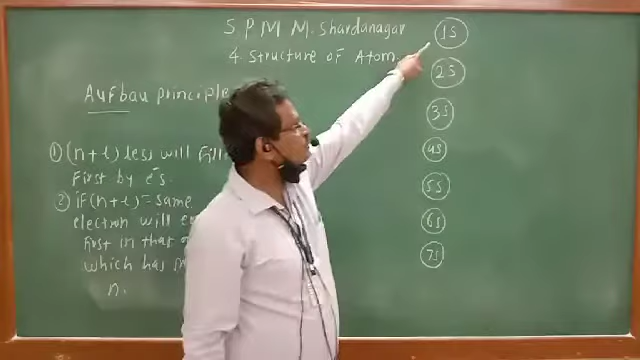 S.P.M.M. Shardanagar
4. Structure of Atom
Aufbau principle
① (n+l) less will
First by e⁻s.
② if (n+l) = same
electron will
First in that
which has
n.
1s
2s
3s
4s
5s
6s
7s